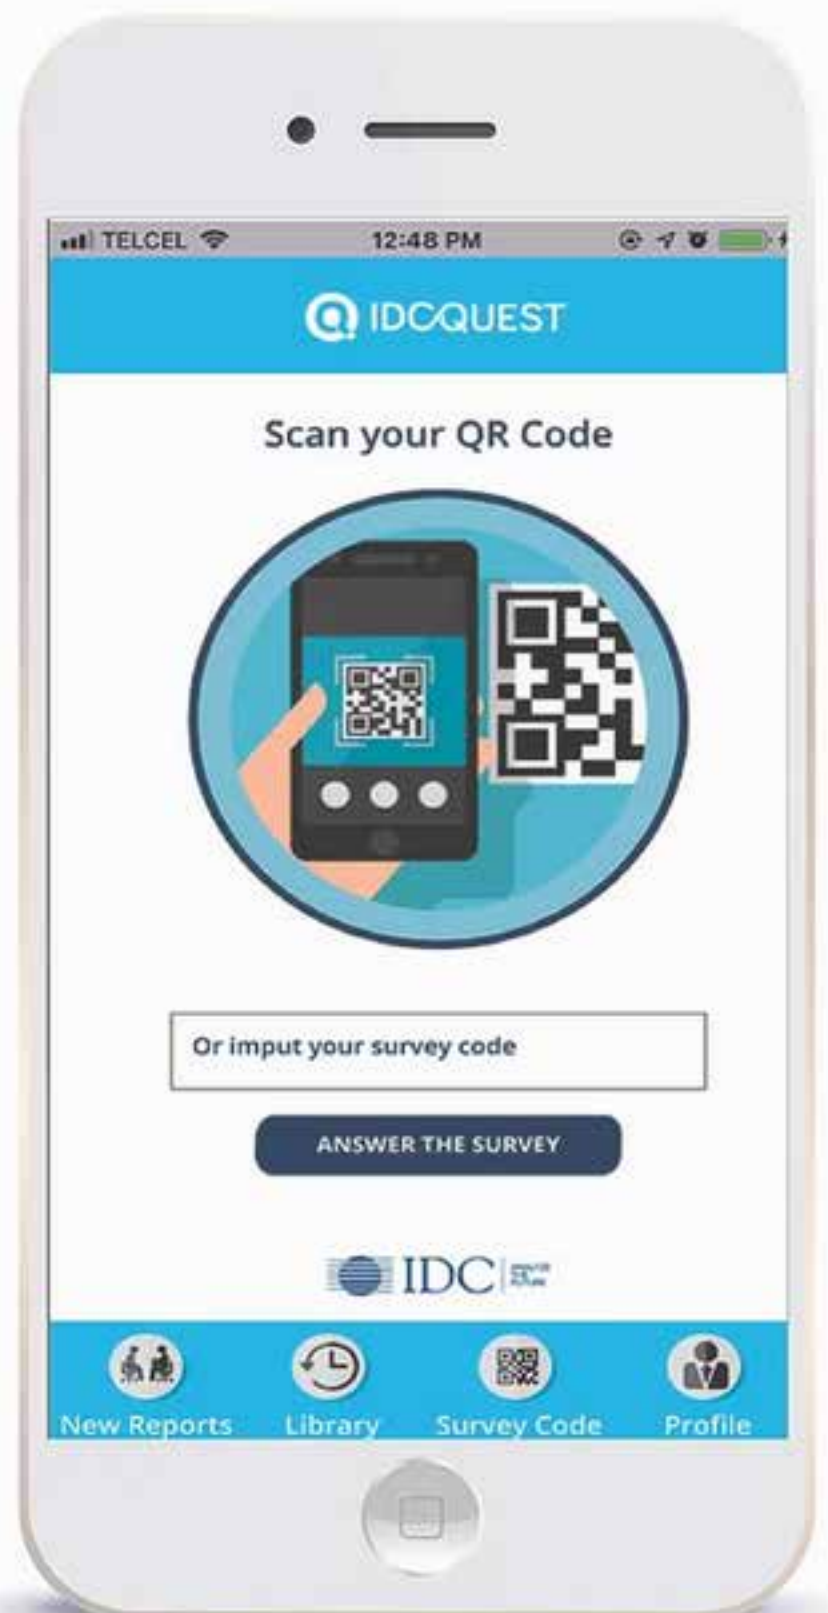 TELCEL 12:48 PM
IDCQUEST
Scan your QR Code
Or imput your survey code
ANSWER THE SURVEY
IDC
New Reports Library Survey Code Profile